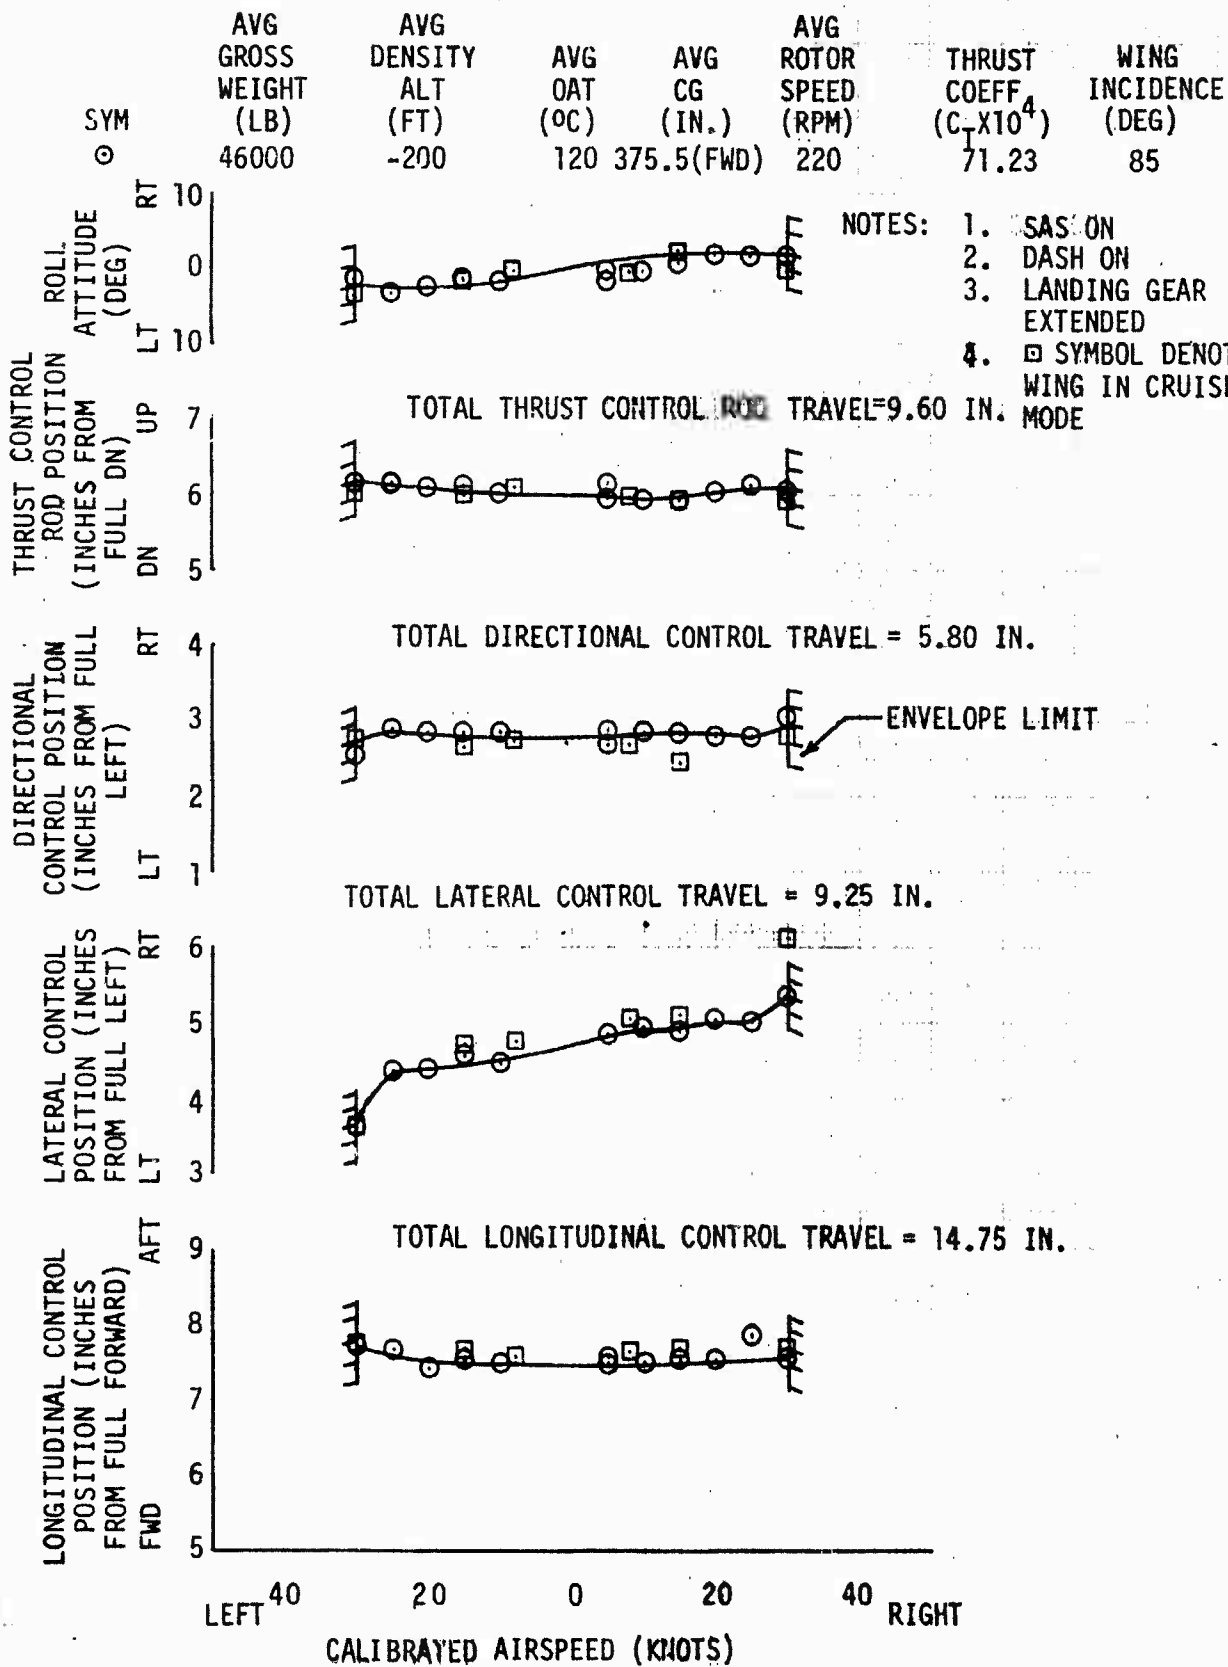 AVG GROSS WEIGHT (LB)
AVG DENSITY ALT (FT)
AVG OAT (ºC)
AVG CG (IN.)
AVG ROTOR SPEED (RPM)
THRUST COEFF (C_TX10^4)
WING INCIDENCE (DEG)
SYM
⊙ 46000 -200 120 375.5(FWD) 220 71.23 85
NOTES: 1. SAS ON
2. DASH ON
3. LANDING GEAR
EXTENDED
4. ⊡ SYMBOL DENOT
WING IN CRUIS
MODE
ROLL
ATTITUDE
(DEG)
LT RT
10
0
10
THRUST CONTROL
ROD POSITION
(INCHES FROM
FULL DN)
DN UP
TOTAL THRUST CONTROL ROD TRAVEL=9.60 IN.
7
6
5
DIRECTIONAL
CONTROL POSITION
(INCHES FROM FULL
LEFT)
LT RT
TOTAL DIRECTIONAL CONTROL TRAVEL = 5.80 IN.
4
3
2
1
ENVELOPE LIMIT
LATERAL CONTROL
POSITION (INCHES
FROM FULL LEFT)
LT RT
TOTAL LATERAL CONTROL TRAVEL = 9.25 IN.
6
5
4
3
LONGITUDINAL CONTROL
POSITION (INCHES
FROM FULL FORWARD)
FWD AFT
TOTAL LONGITUDINAL CONTROL TRAVEL = 14.75 IN.
9
8
7
6
5
LEFT 40 20 0 20 40 RIGHT
CALIBRAYED AIRSPEED (KNOTS)